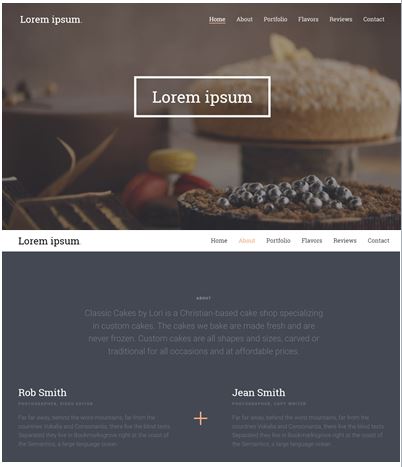 Lorem ipsum.
Home About Portfolio Flavors Reviews Contact
Lorem ipsum
Lorem ipsum.
Home About Portfolio Flavors Reviews Contact
ABOUT
Classic Cakes by Lori is a Christian-based cake shop specializing
in custom cakes. The cakes we bake are made fresh and are
never frozen. Custom cakes are all shapes and sizes, carved or
traditional for all occasions and at affordable prices.
Rob Smith
PHOTOGRAPHER, VIDEO EDITOR
Far far away, behind the word mountains, far from the
countries Vokalia and Consonantia, there live the blind texts.
Separated they live in Bookmarksgrove right at the coast of
the Semantics, a large language ocean.
Jean Smith
PHOTOGRAPHER, COPY WRITER
Far far away, behind the word mountains, far from the
countries Vokalia and Consonantia, there live the blind texts.
Separated they live in Bookmarksgrove right at the coast of
the Semantics, a large language ocean.